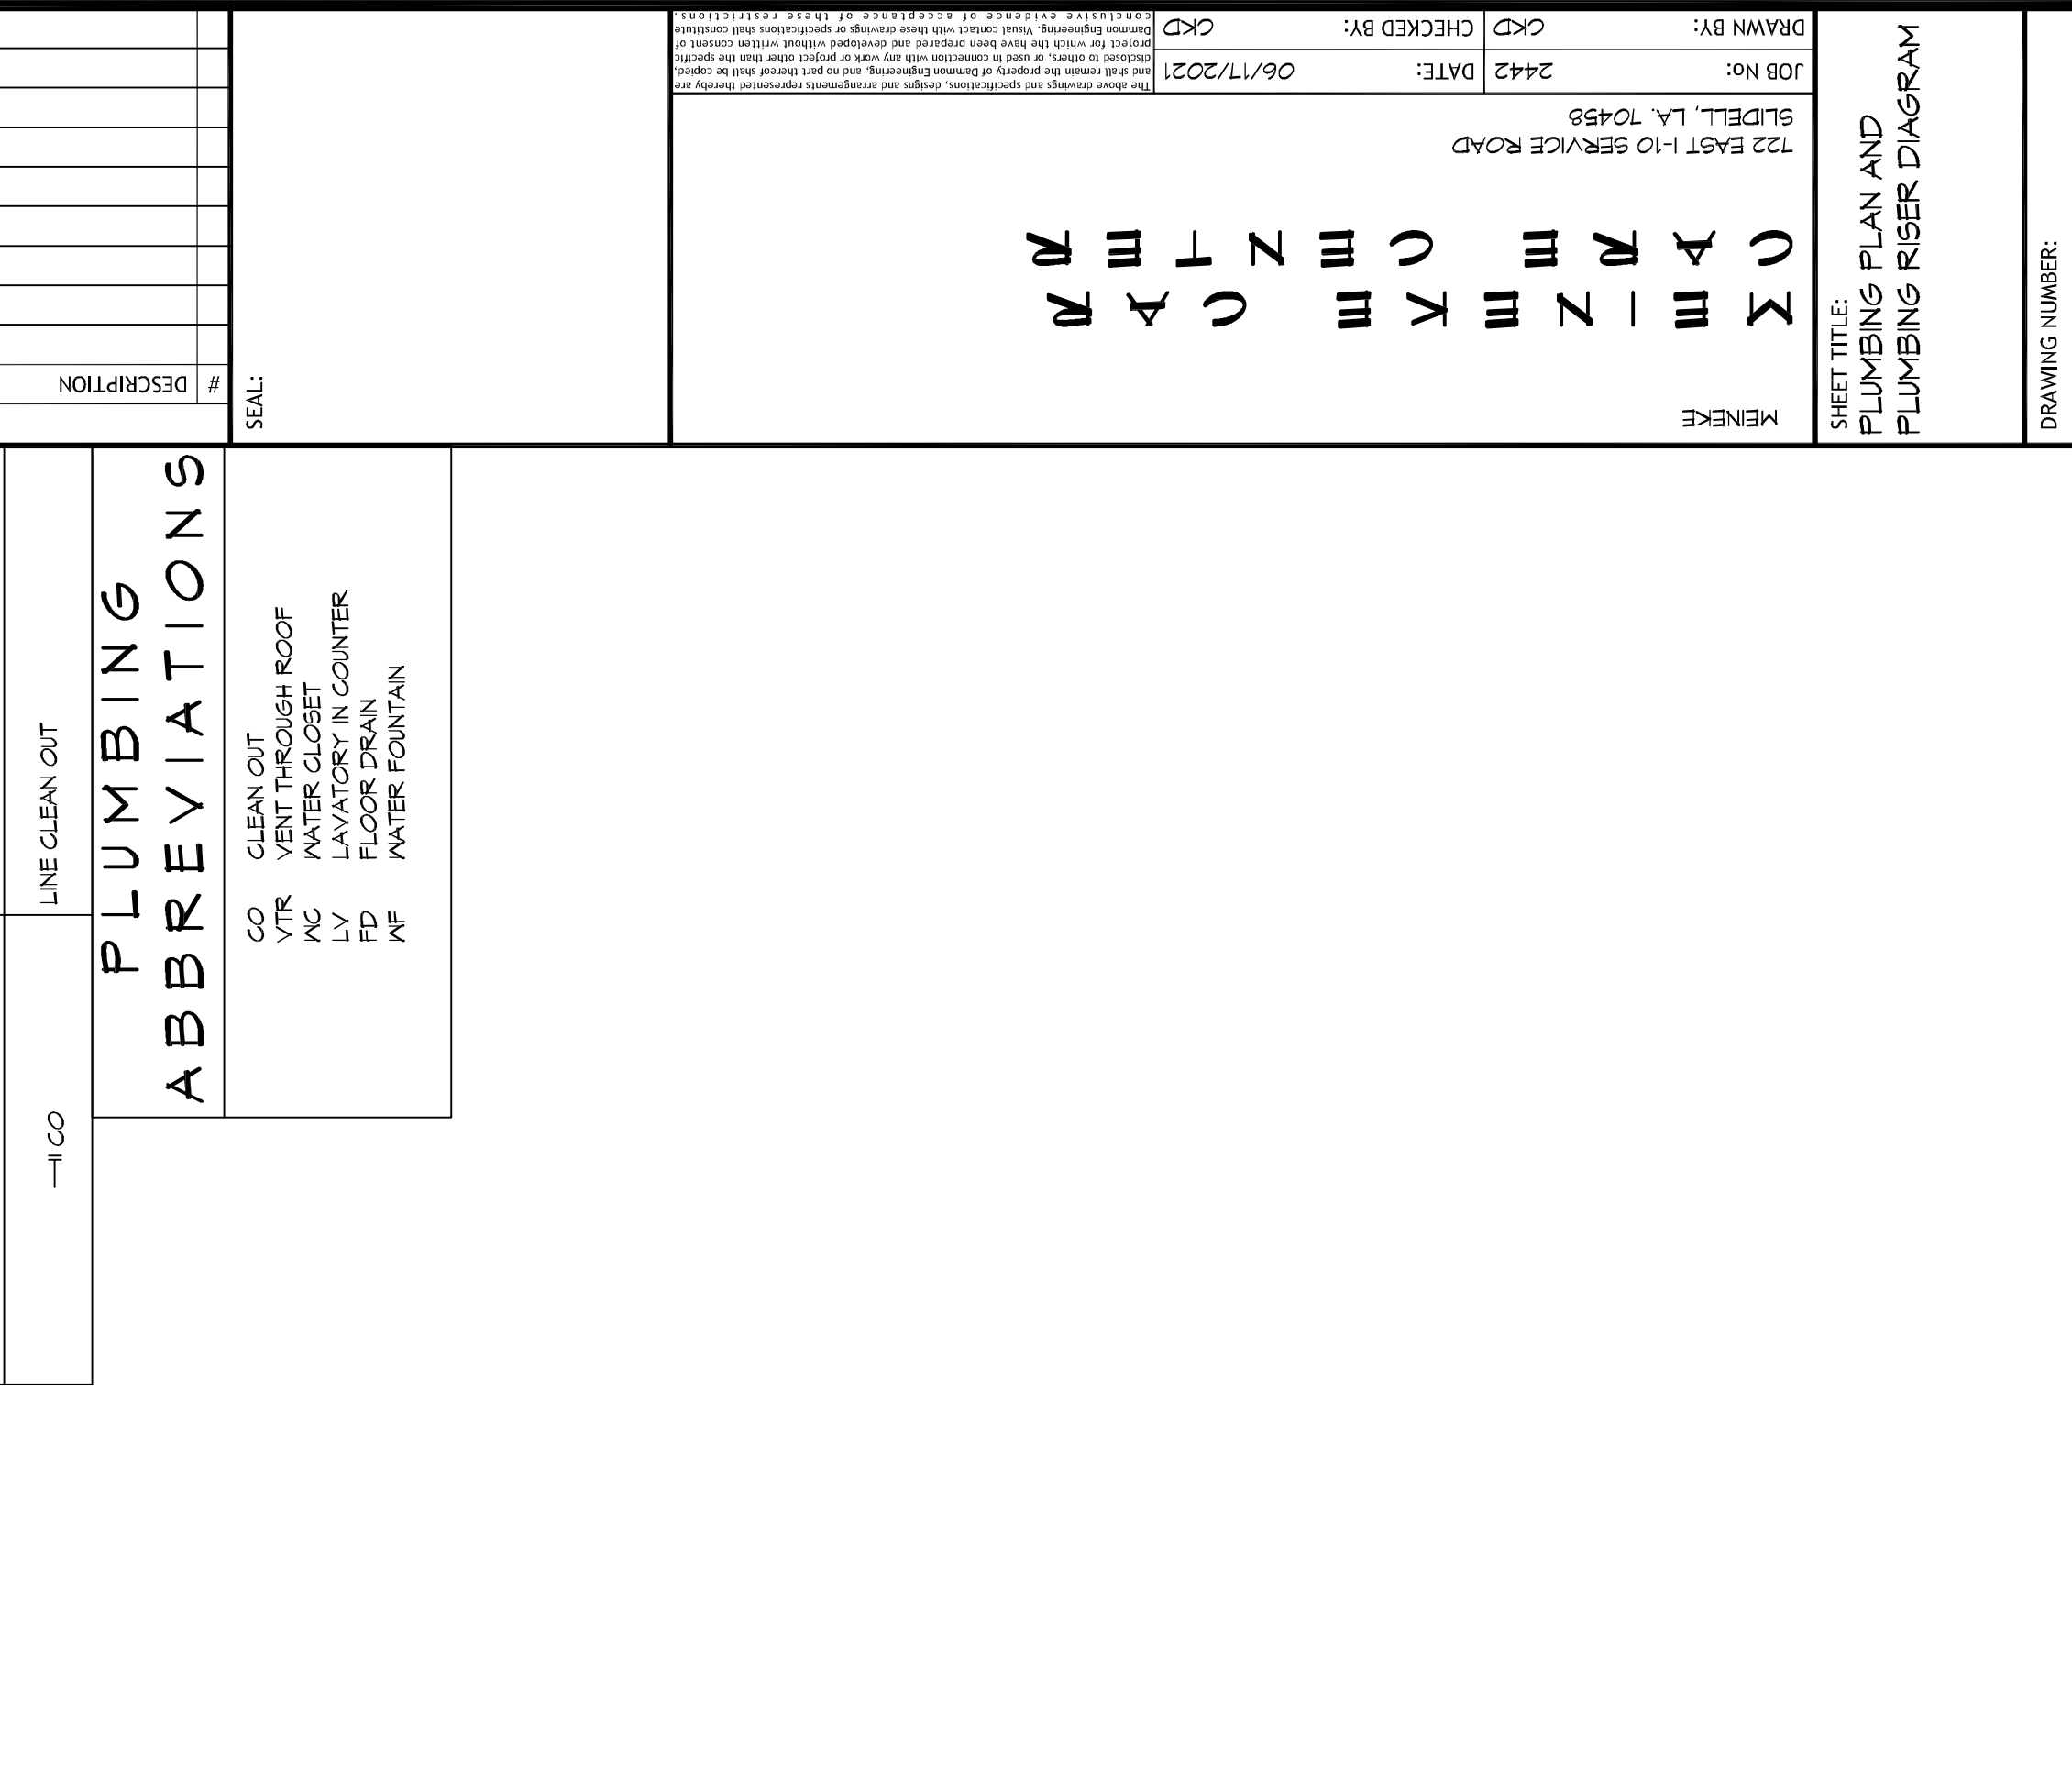 # DESCRIPTION
SEAL:
MEINEKE
MEINEKE CAR
CARE CENTER
722 EAST I-10 SERVICE ROAD
SLIDELL, LA. 70458
The above drawings and specifications, designs and arrangements represented thereby are
and shall remain the property of Dammon Engineering, and no part thereof shall be copied,
disclosed to others, or used in connection with any work or project other than the specific
project for which the have been prepared and developed without written consent of
Dammon Engineering. Visual contact with these drawings or specifications shall constitute
conclusive evidence of acceptance of these restrictions.
JOB No: 2442
DATE: 06/17/2021
DRAWN BY: CKD
CHECKED BY: CKD
SHEET TITLE:
PLUMBING PLAN AND
PLUMBING RISER DIAGRAM
DRAWING NUMBER:
CO LINE CLEAN OUT
PLUMBING
ABBREVIATIONS
CO CLEAN OUT
VTR VENT THROUGH ROOF
WC WATER CLOSET
LV LAVATORY IN COUNTER
FD FLOOR DRAIN
WF WATER FOUNTAIN